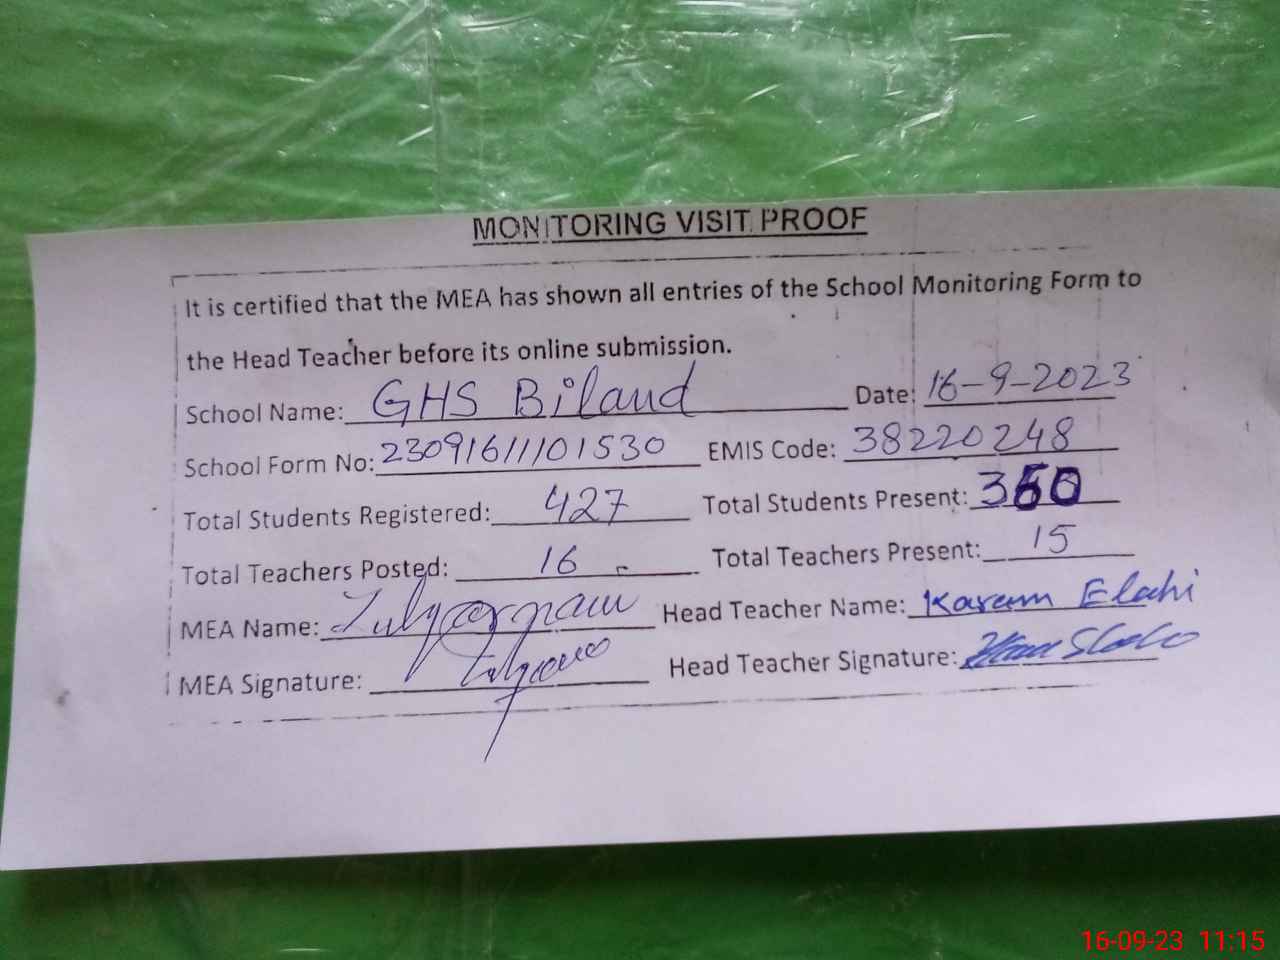 MONITORING VISIT PROOF
It is certified that the MEA has shown all entries of the School Monitoring Form to
the Head Teacher before its online submission.
School Name: GHS Biland Date: 16-9-2023
School Form No: 23091611101530 EMIS Code: 38220248
Total Students Registered: 427 Total Students Present: 360
Total Teachers Posted: 16 Total Teachers Present: 15
MEA Name: Head Teacher Name: Karam Elahi
MEA Signature: Head Teacher Signature:
16-09-23 11:15